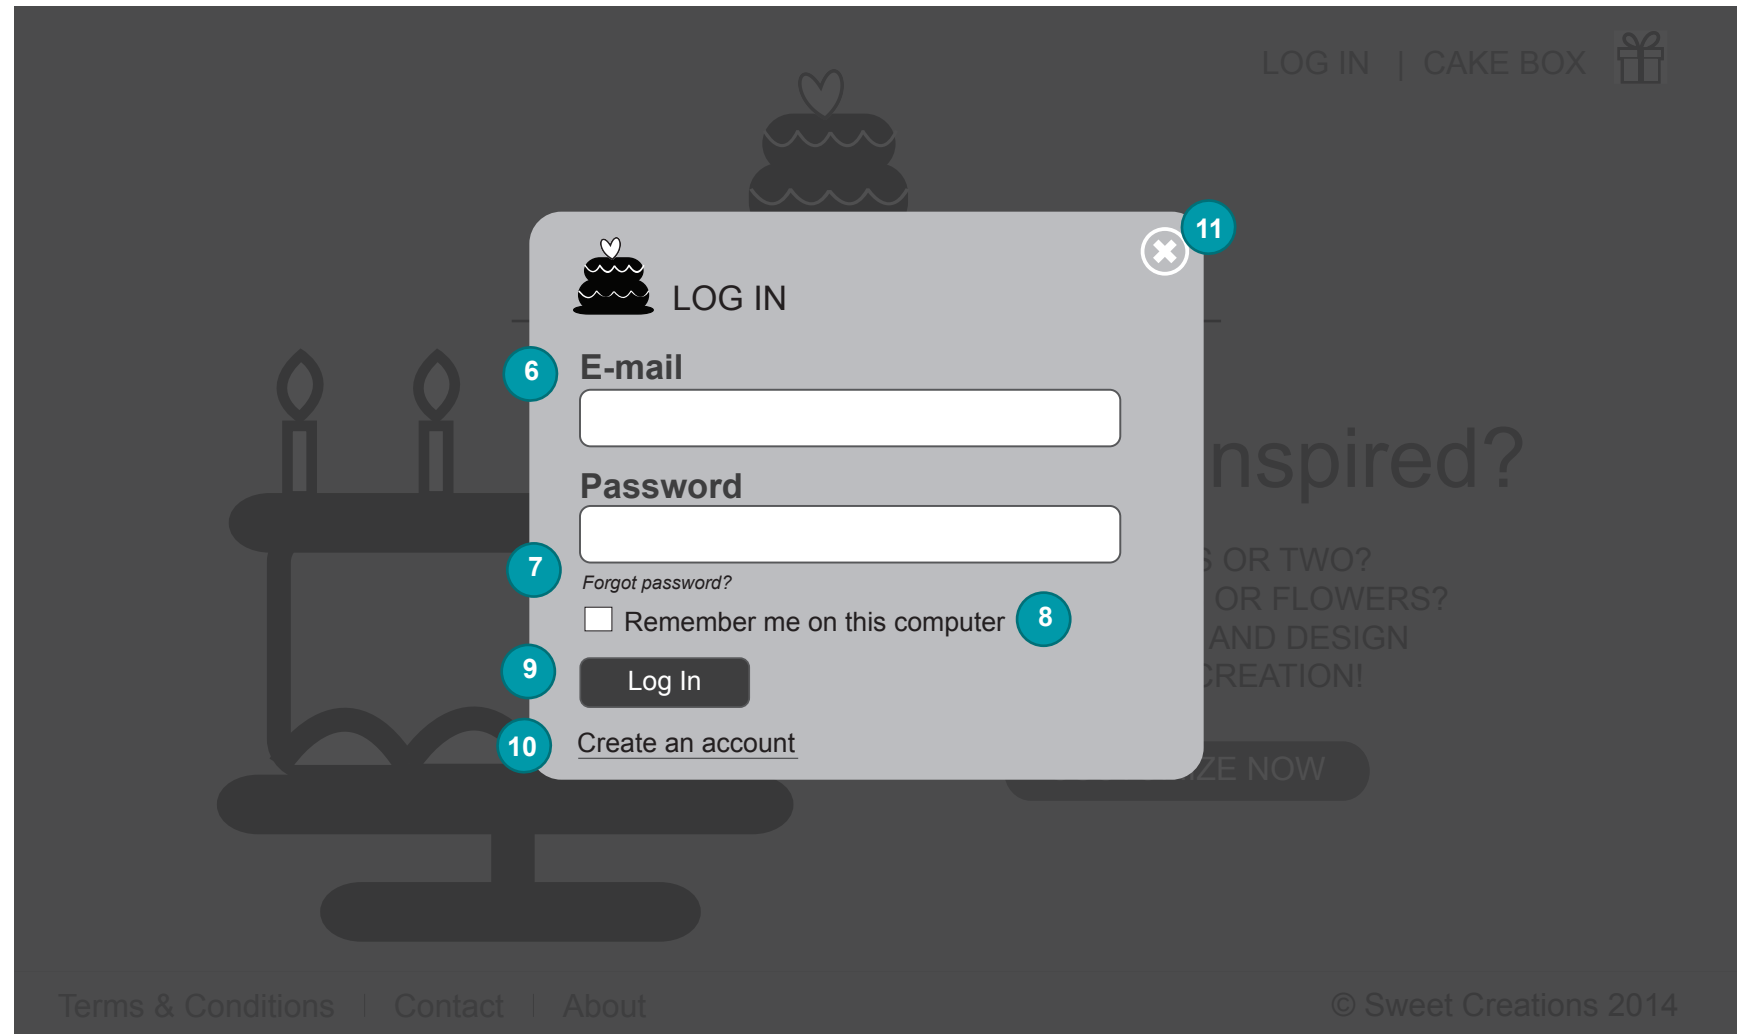 LOG IN | CAKE BOX
11
LOG IN
6 E-mail
nspired?
Password
OR TWO?
7 Forgot password?
OR FLOWERS?
Remember me on this computer 8
AND DESIGN
9 Log In
CREATION!
10 Create an account
ZE NOW
Terms & Conditions | Contact | About
© Sweet Creations 2014